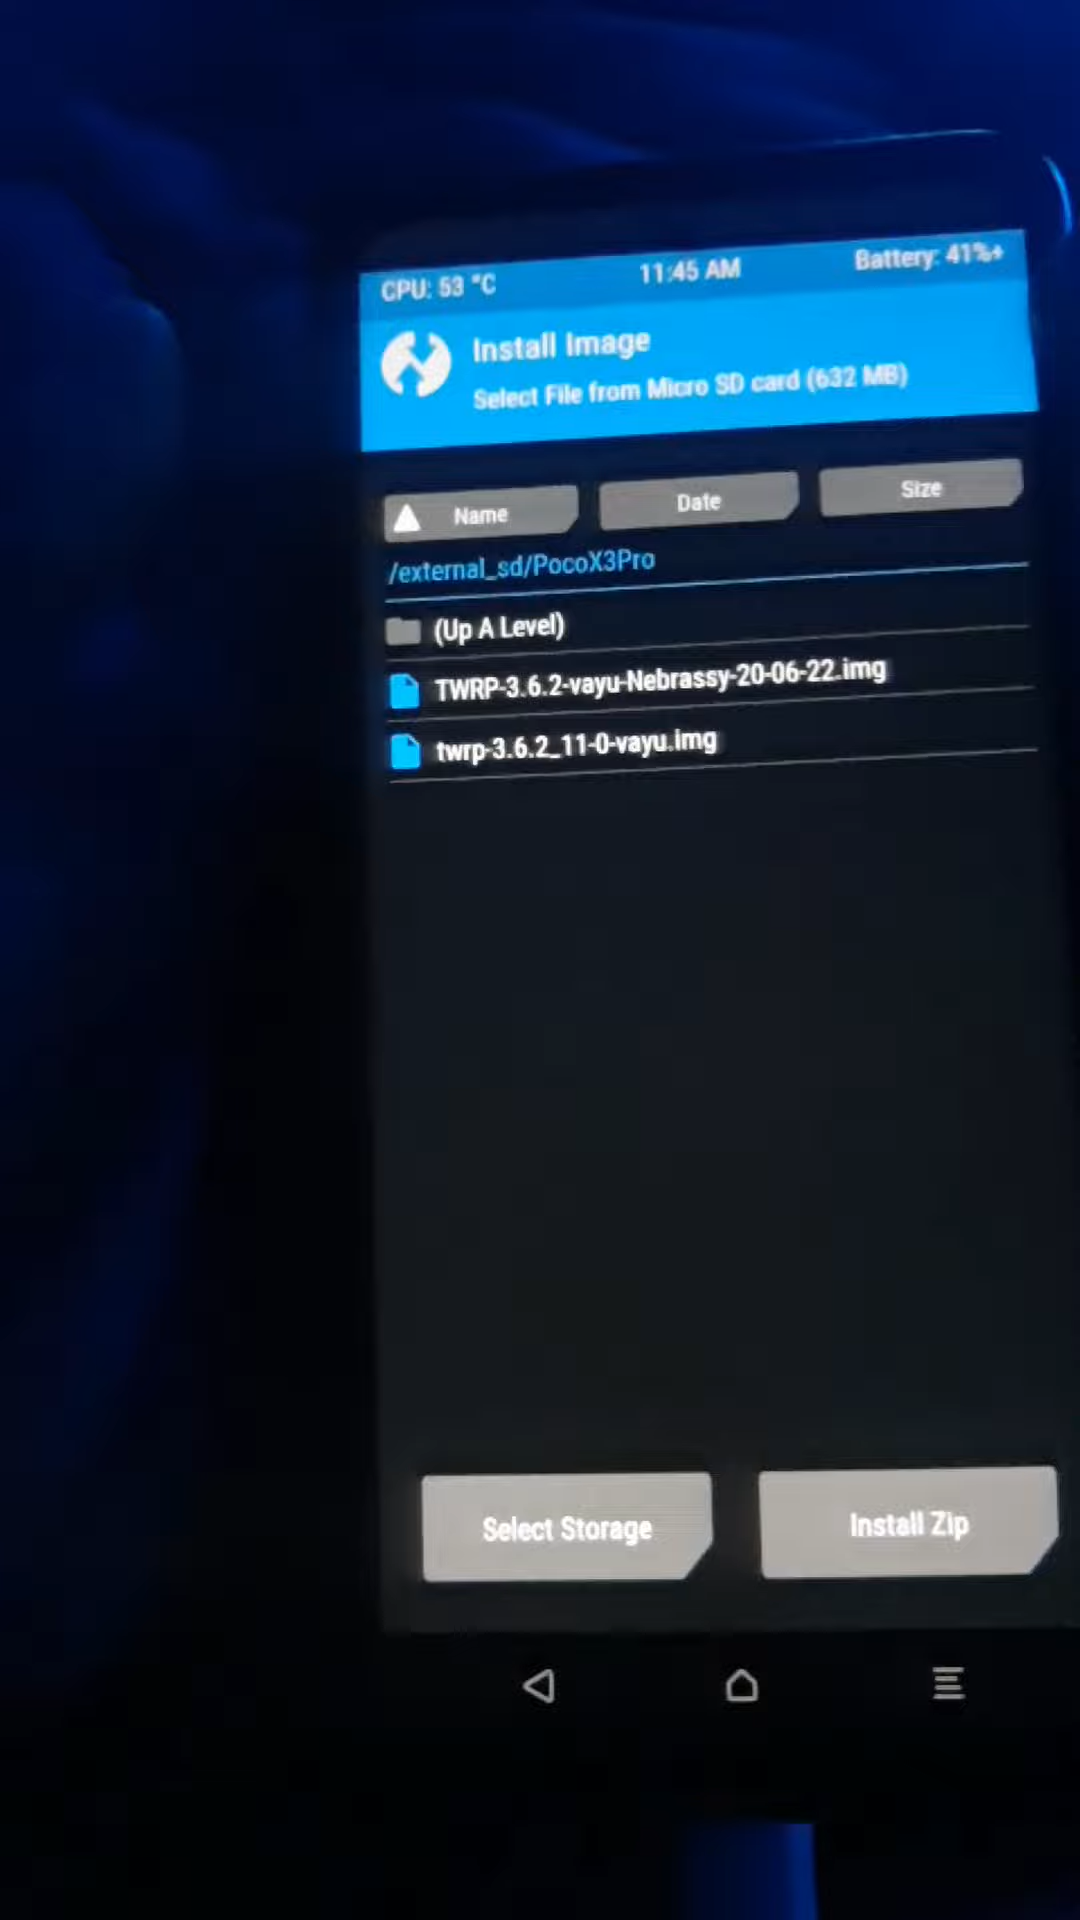 CPU: 53 °C 11:45 AM Battery: 41%+
Install Image
Select File from Micro SD card (632 MB)
Name Date Size
/external_sd/PocoX3Pro
(Up A Level)
TWRP-3.6.2-vayu-Nebrassy-20-06-22.img
twrp-3.6.2_11-0-vayu.img
Select Storage Install Zip